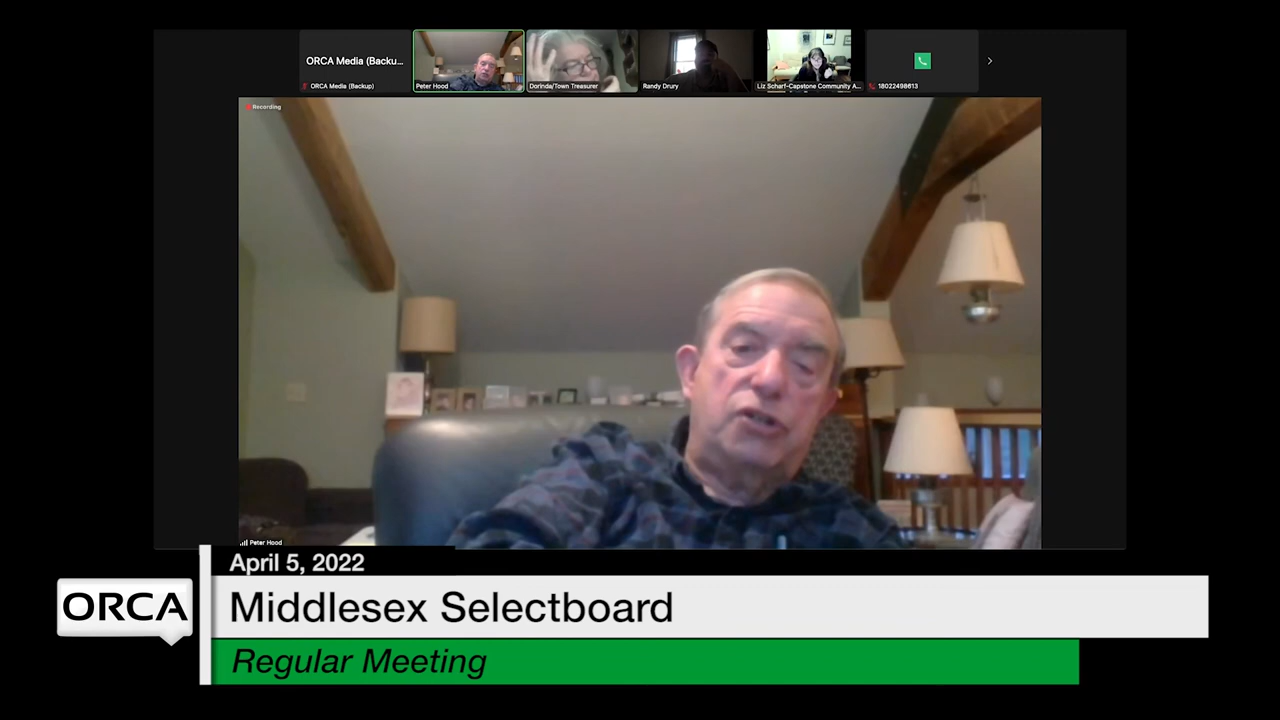 ORCA Media (Backu...
ORCA Media (Backup)
Peter Hood
Dorinda/Town Treasurer
Randy Drury
Liz Scharf-Capstone Community A...
18022498613
Recording
Peter Hood
April 5, 2022
ORCA
Middlesex Selectboard
Regular Meeting